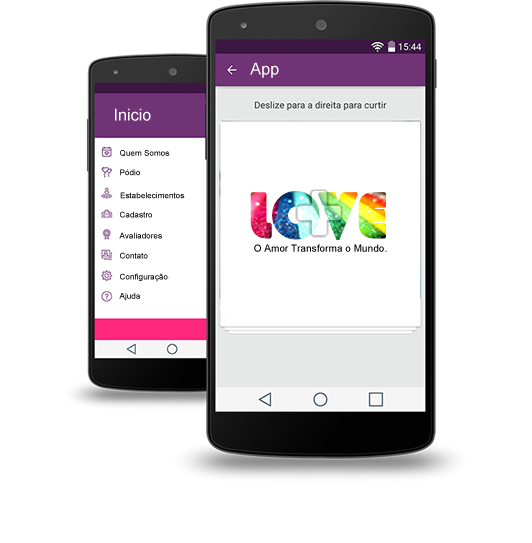 Inicio
Quem Somos
Pódio
Estabelecimentos
Cadastro
Avaliadores
Contato
Configuração
Ajuda
15:44
App
Deslize para a direita para curtir
LOVE
O Amor Transforma o Mundo.